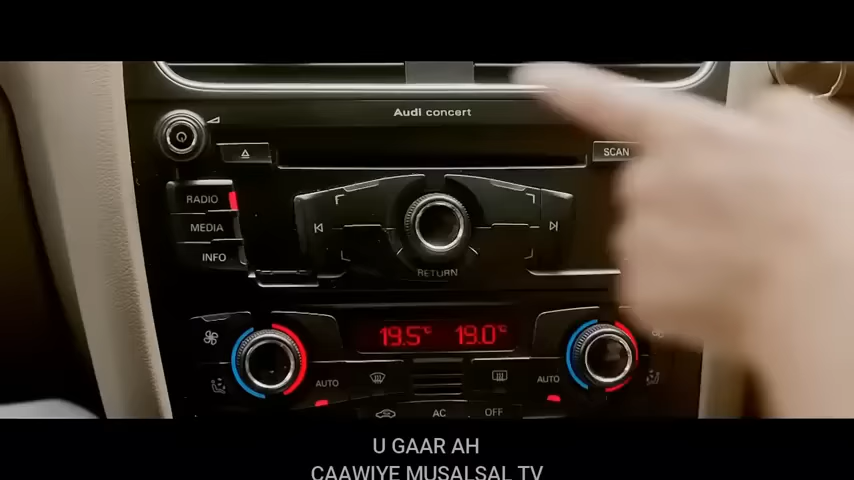 Audi concert
SCAN
RADIO
MEDIA
INFO
RETURN
19.5°C 19.0°C
AUTO
AUTO
AC
OFF
U GAAR AH
CAAWIYE MUSALSAL TV